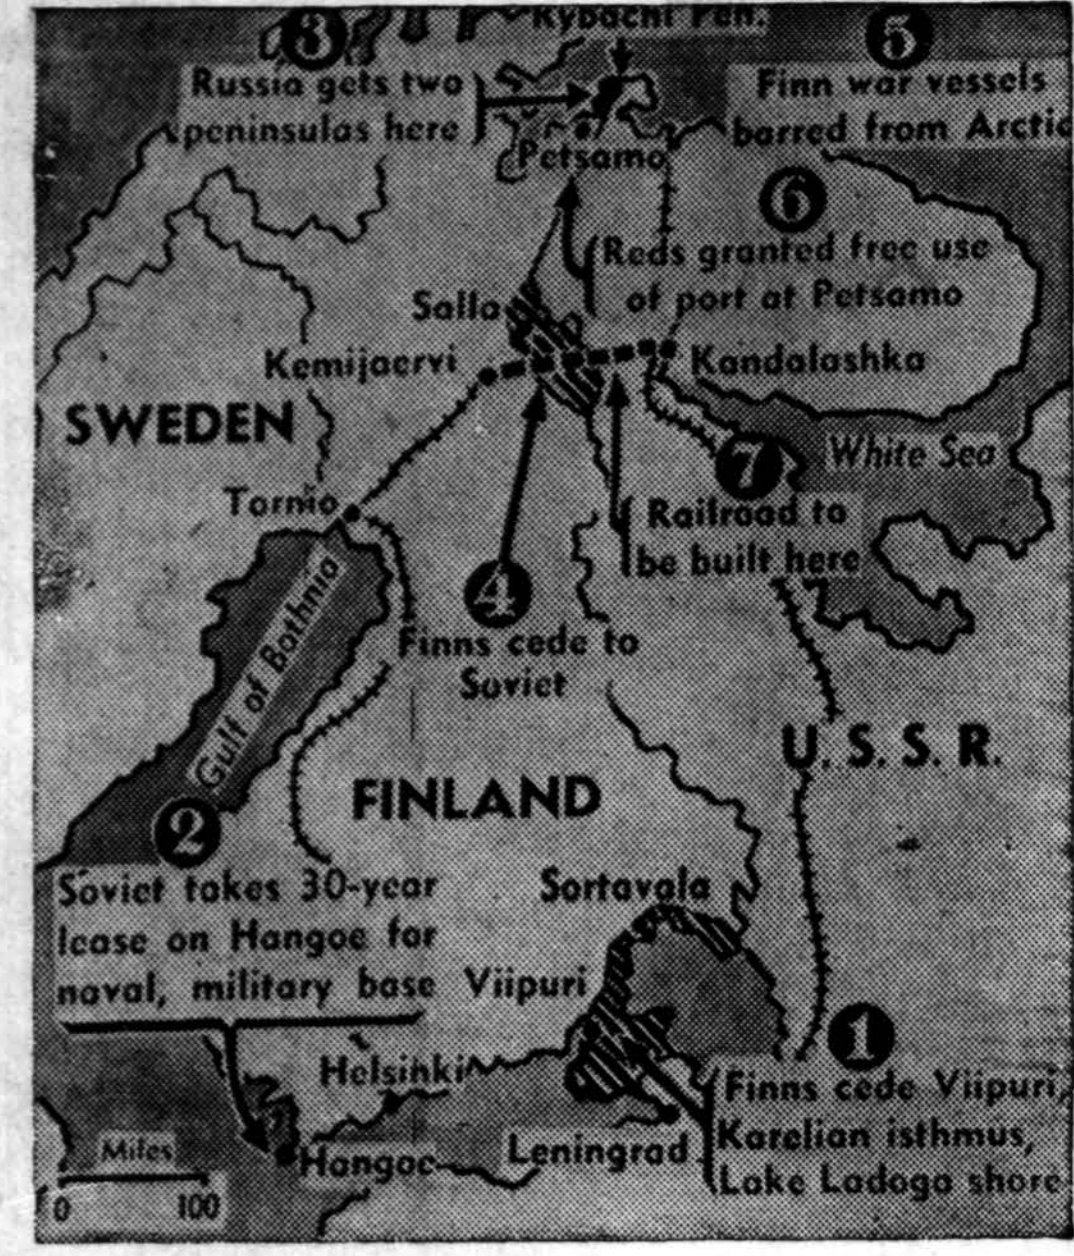 3
Rybachi Pen.
5
Russia gets two
peninsulas here
Finn war vessels
barred from Arctic
Petsamo
6
Reds granted free use
of port at Petsamo
Salla
Kemijaervi
Kandalashka
SWEDEN
7
White Sea
Tornio
Railroad to
be built here
4
Gulf of Bothnia
Finns cede to
Soviet
U. S. S. R.
FINLAND
2
Soviet takes 30-year
lease on Hangoe for
naval, military base
Sortavala
Viipuri
1
Helsinki
Finns cede Viipuri,
Karelian isthmus,
Lake Ladoga shore
Leningrad
Hangoe
Miles
0 100